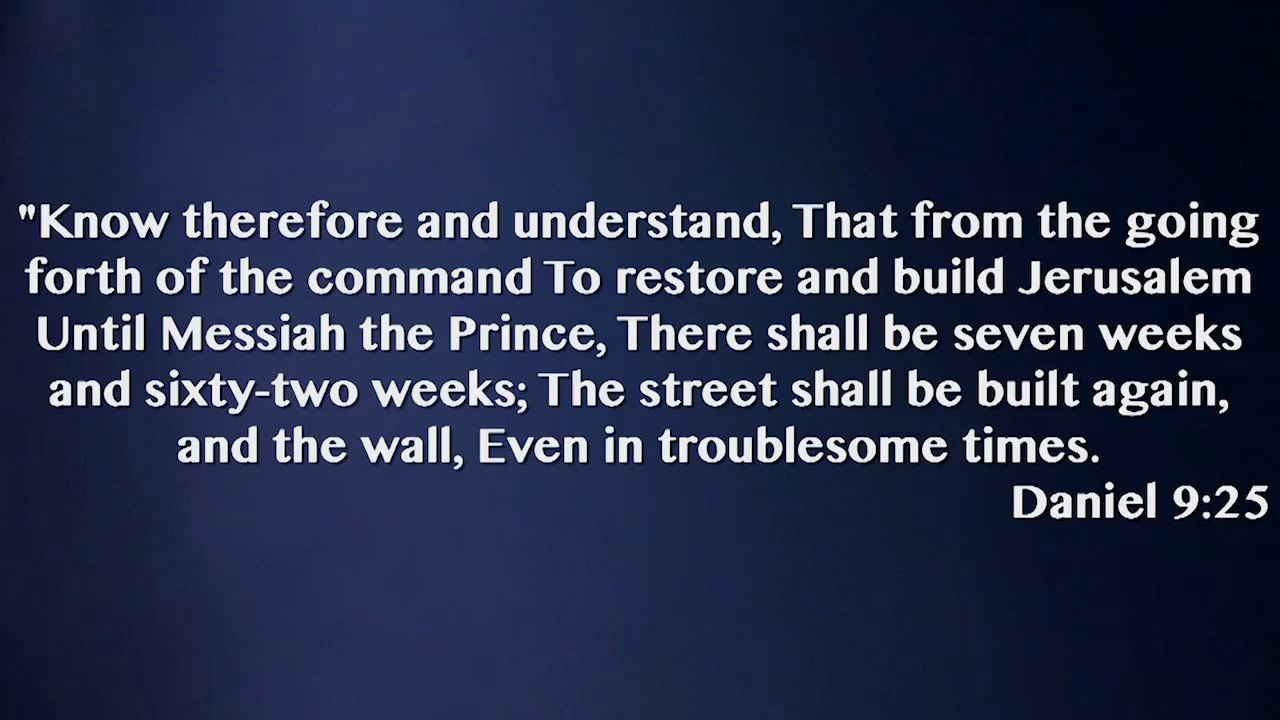 "Know therefore and understand, That from the going
forth of the command To restore and build Jerusalem
Until Messiah the Prince, There shall be seven weeks
and sixty-two weeks; The street shall be built again,
and the wall, Even in troublesome times.
Daniel 9:25